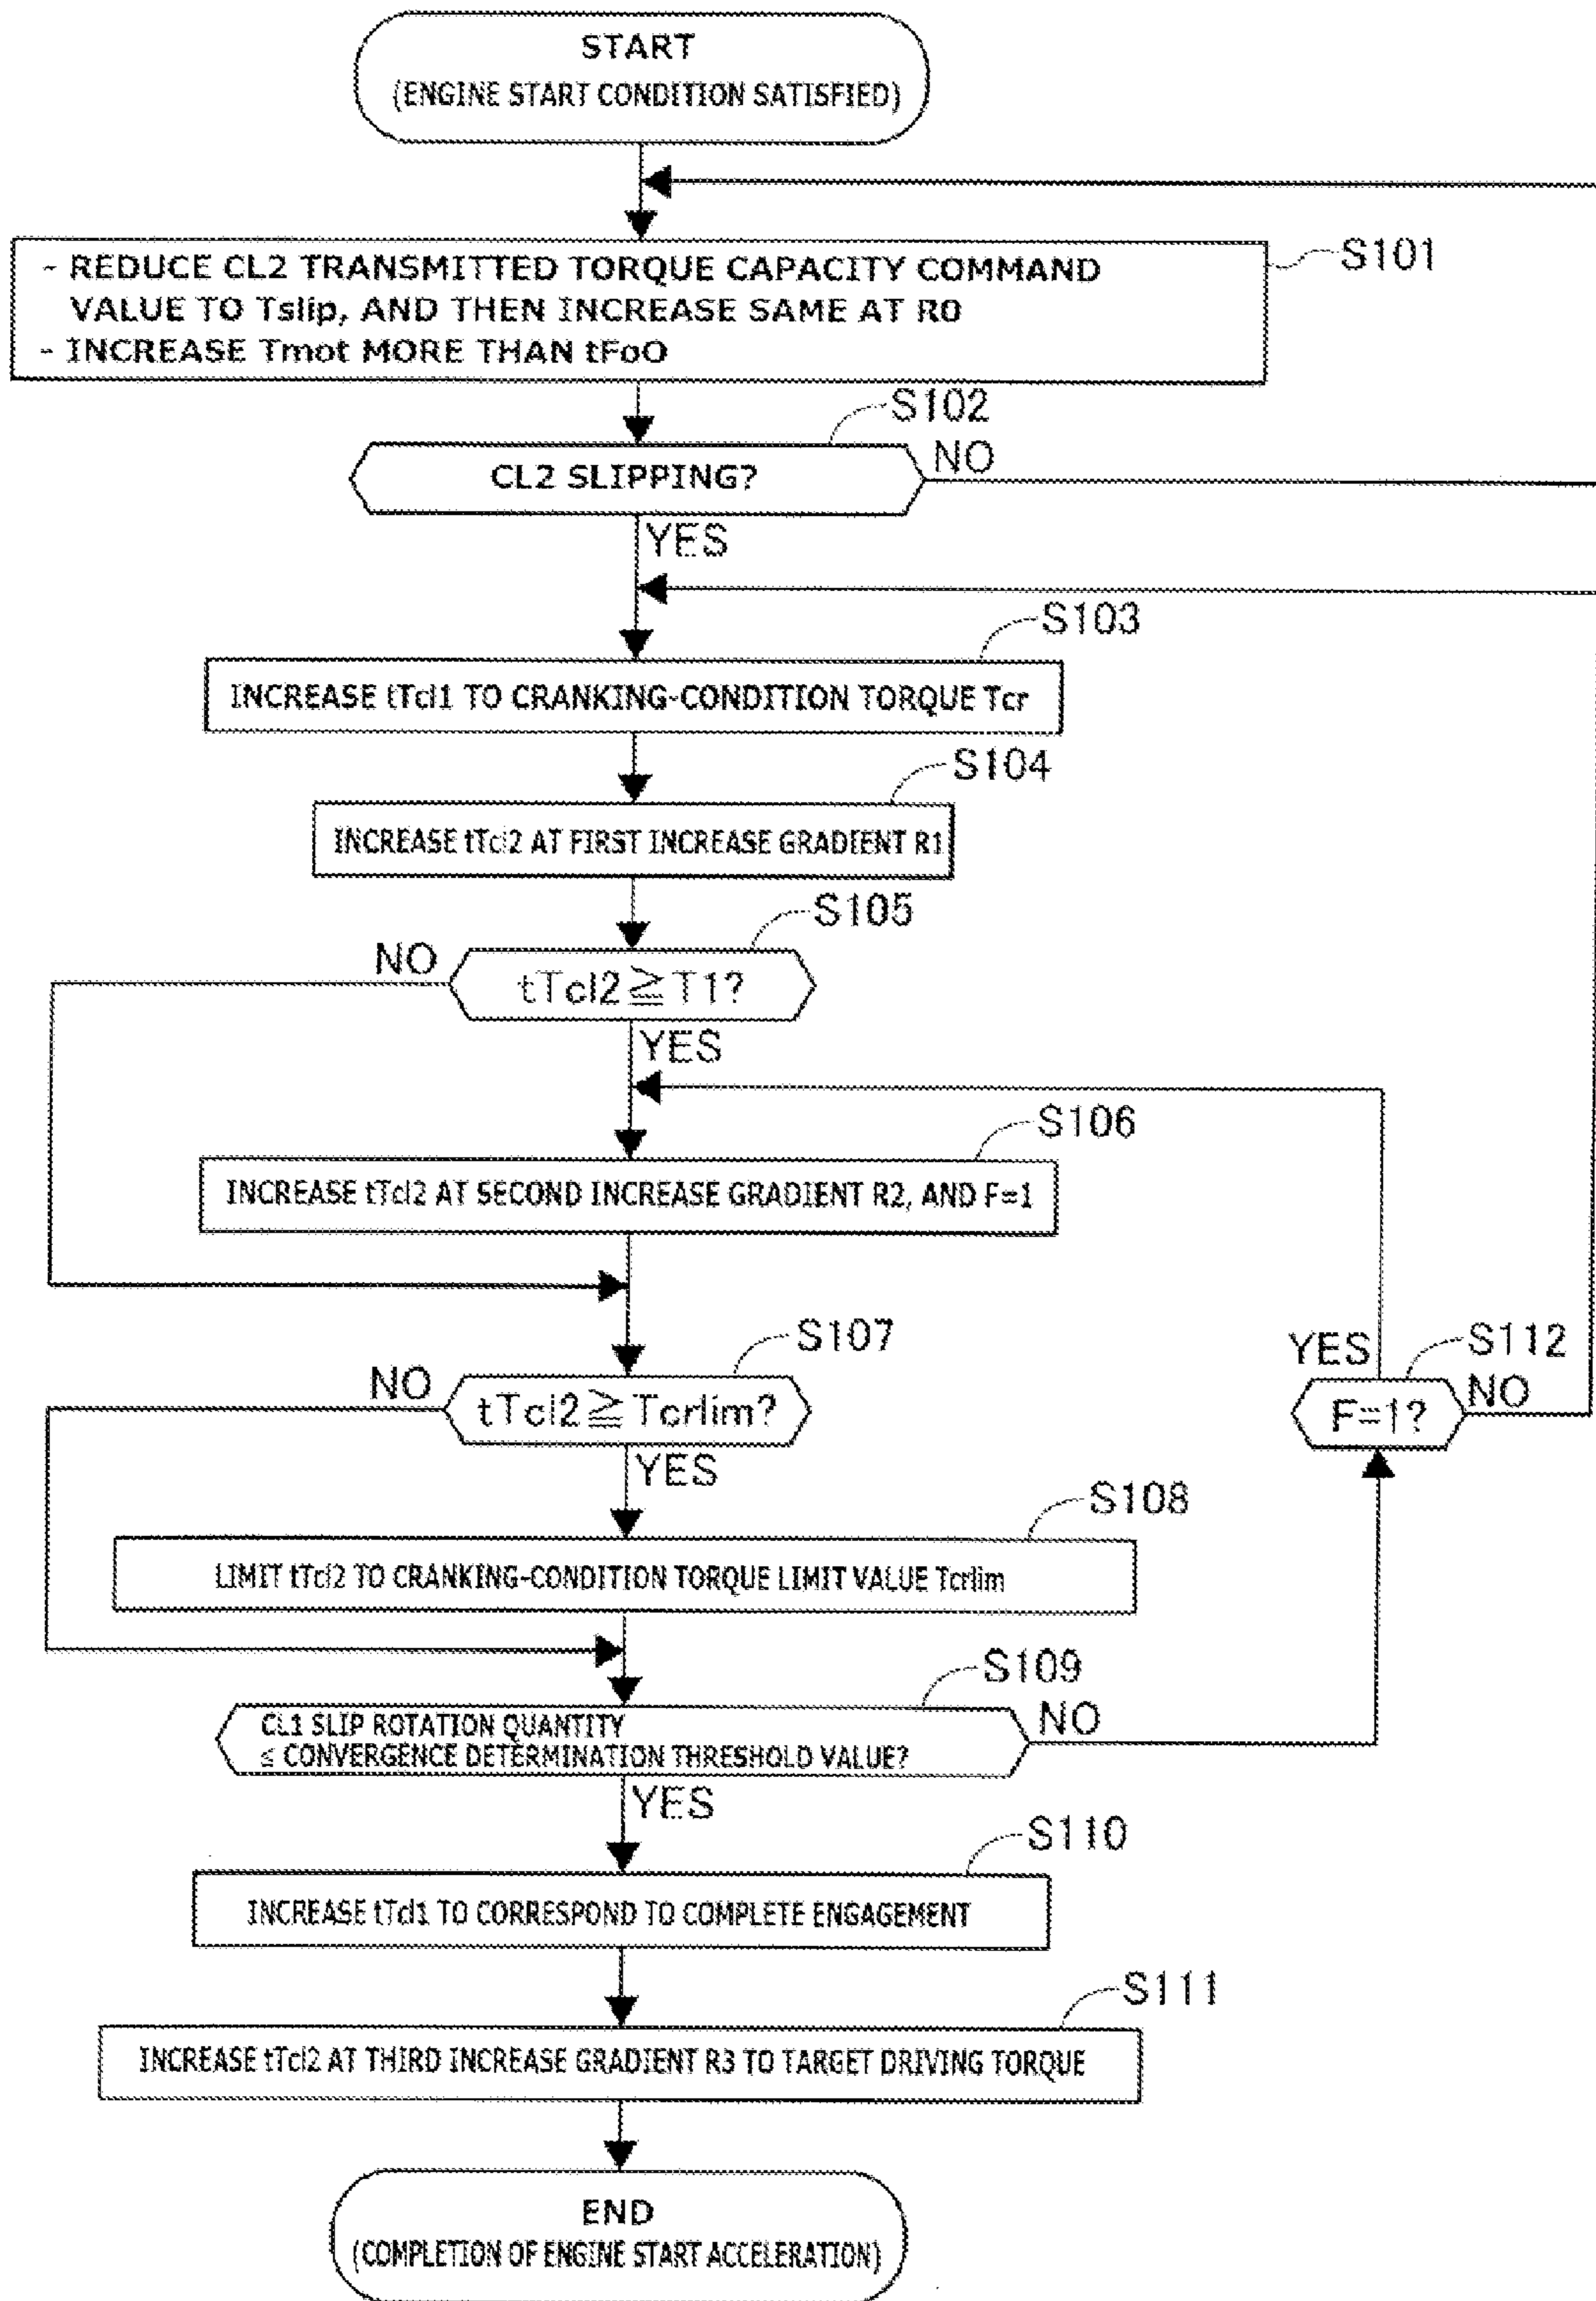 START
(ENGINE START CONDITION SATISFIED)
- REDUCE CL2 TRANSMITTED TORQUE CAPACITY COMMAND
VALUE TO Tslip, AND THEN INCREASE SAME AT R0
- INCREASE Tmot MORE THAN tFoO
S101
S102
CL2 SLIPPING?
NO
YES
S103
INCREASE tTcl1 TO CRANKING-CONDITION TORQUE Tcr
S104
INCREASE tTcl2 AT FIRST INCREASE GRADIENT R1
S105
NO
tTcl2≧T1?
YES
S106
INCREASE tTcl2 AT SECOND INCREASE GRADIENT R2, AND F=1
S107
NO
tTcl2≧Tcrlim?
YES
YES
S112
F=1?
NO
S108
LIMIT tTcl2 TO CRANKING-CONDITION TORQUE LIMIT VALUE Tcrlim
S109
CL1 SLIP ROTATION QUANTITY
≦ CONVERGENCE DETERMINATION THRESHOLD VALUE?
NO
YES
S110
INCREASE tTcl1 TO CORRESPOND TO COMPLETE ENGAGEMENT
S111
INCREASE tTcl2 AT THIRD INCREASE GRADIENT R3 TO TARGET DRIVING TORQUE
END
(COMPLETION OF ENGINE START ACCELERATION)